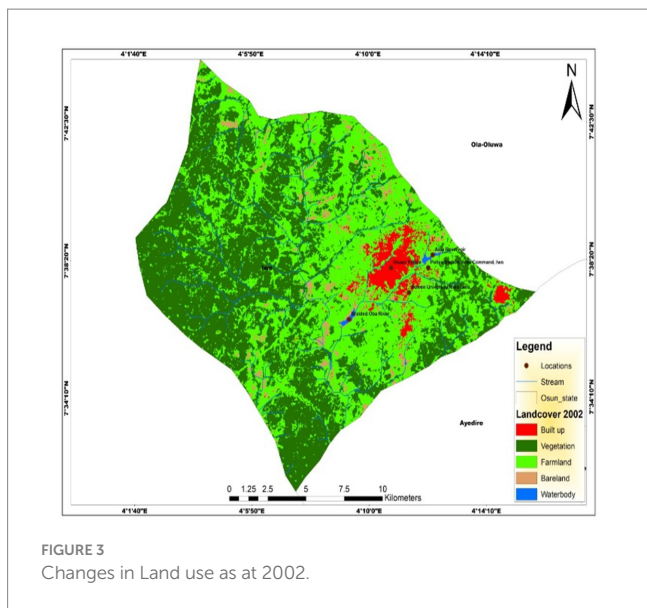 4°1'40"E 4°5'50"E 4°10'0"E 4°14'10"E
N
7°42'30"N 7°42'30"N
Ola-Oluwa
7°38'20"N 7°38'20"N
Iwo
Command, Iwo
Oba River
Legend
Locations
Stream
Osun_state
Landcover 2002
Built up
Vegetation
Farmland
Bareland
Waterbody
7°34'10"N 7°34'10"N
Ayedire
0 1.25 2.5 5 7.5 10
Kilometers
4°1'40"E 4°5'50"E 4°10'0"E 4°14'10"E
FIGURE 3
Changes in Land use as at 2002.